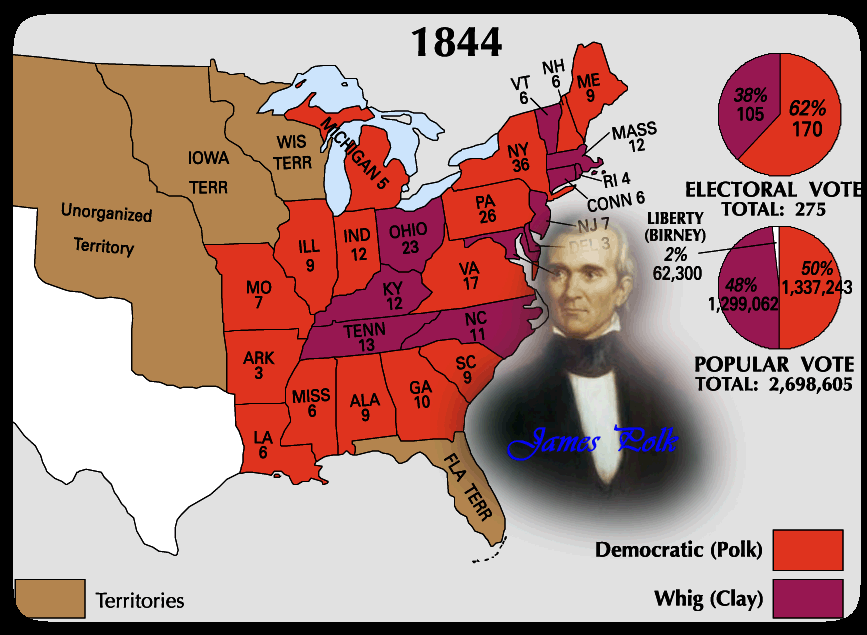 1844
VT
6
NH
6
ME
9
MASS
12
RI 4
CONN 6
NY
36
PA
26
NJ 7
DEL 3
MICHIGAN 5
WIS
TERR
IOWA
TERR
Unorganized
Territory
ILL
9
IND
12
OHIO
23
VA
17
KY
12
MO
7
TENN
13
NC
11
ARK
3
SC
9
MISS
6
ALA
9
GA
10
LA
6
FLA TERR
James Polk
38%
105
62%
170
ELECTORAL VOTE
TOTAL: 275
LIBERTY
(BIRNEY)
2%
62,300
48%
1,299,062
50%
1,337,243
POPULAR VOTE
TOTAL: 2,698,605
Democratic (Polk)
Whig (Clay)
Territories